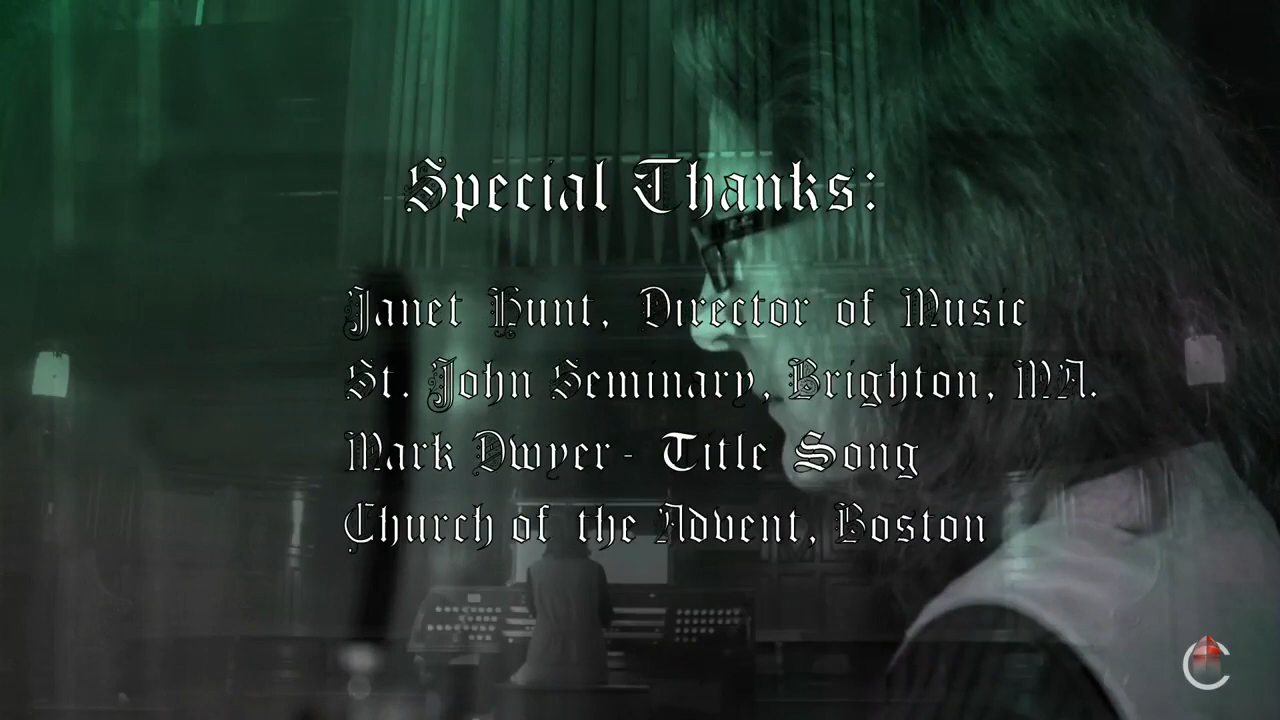 Special Thanks:
Janet Hunt, Director of Music
St. John Seminary, Brighton, MA.
Mark Dwyer - Title Song
Church of the Advent, Boston